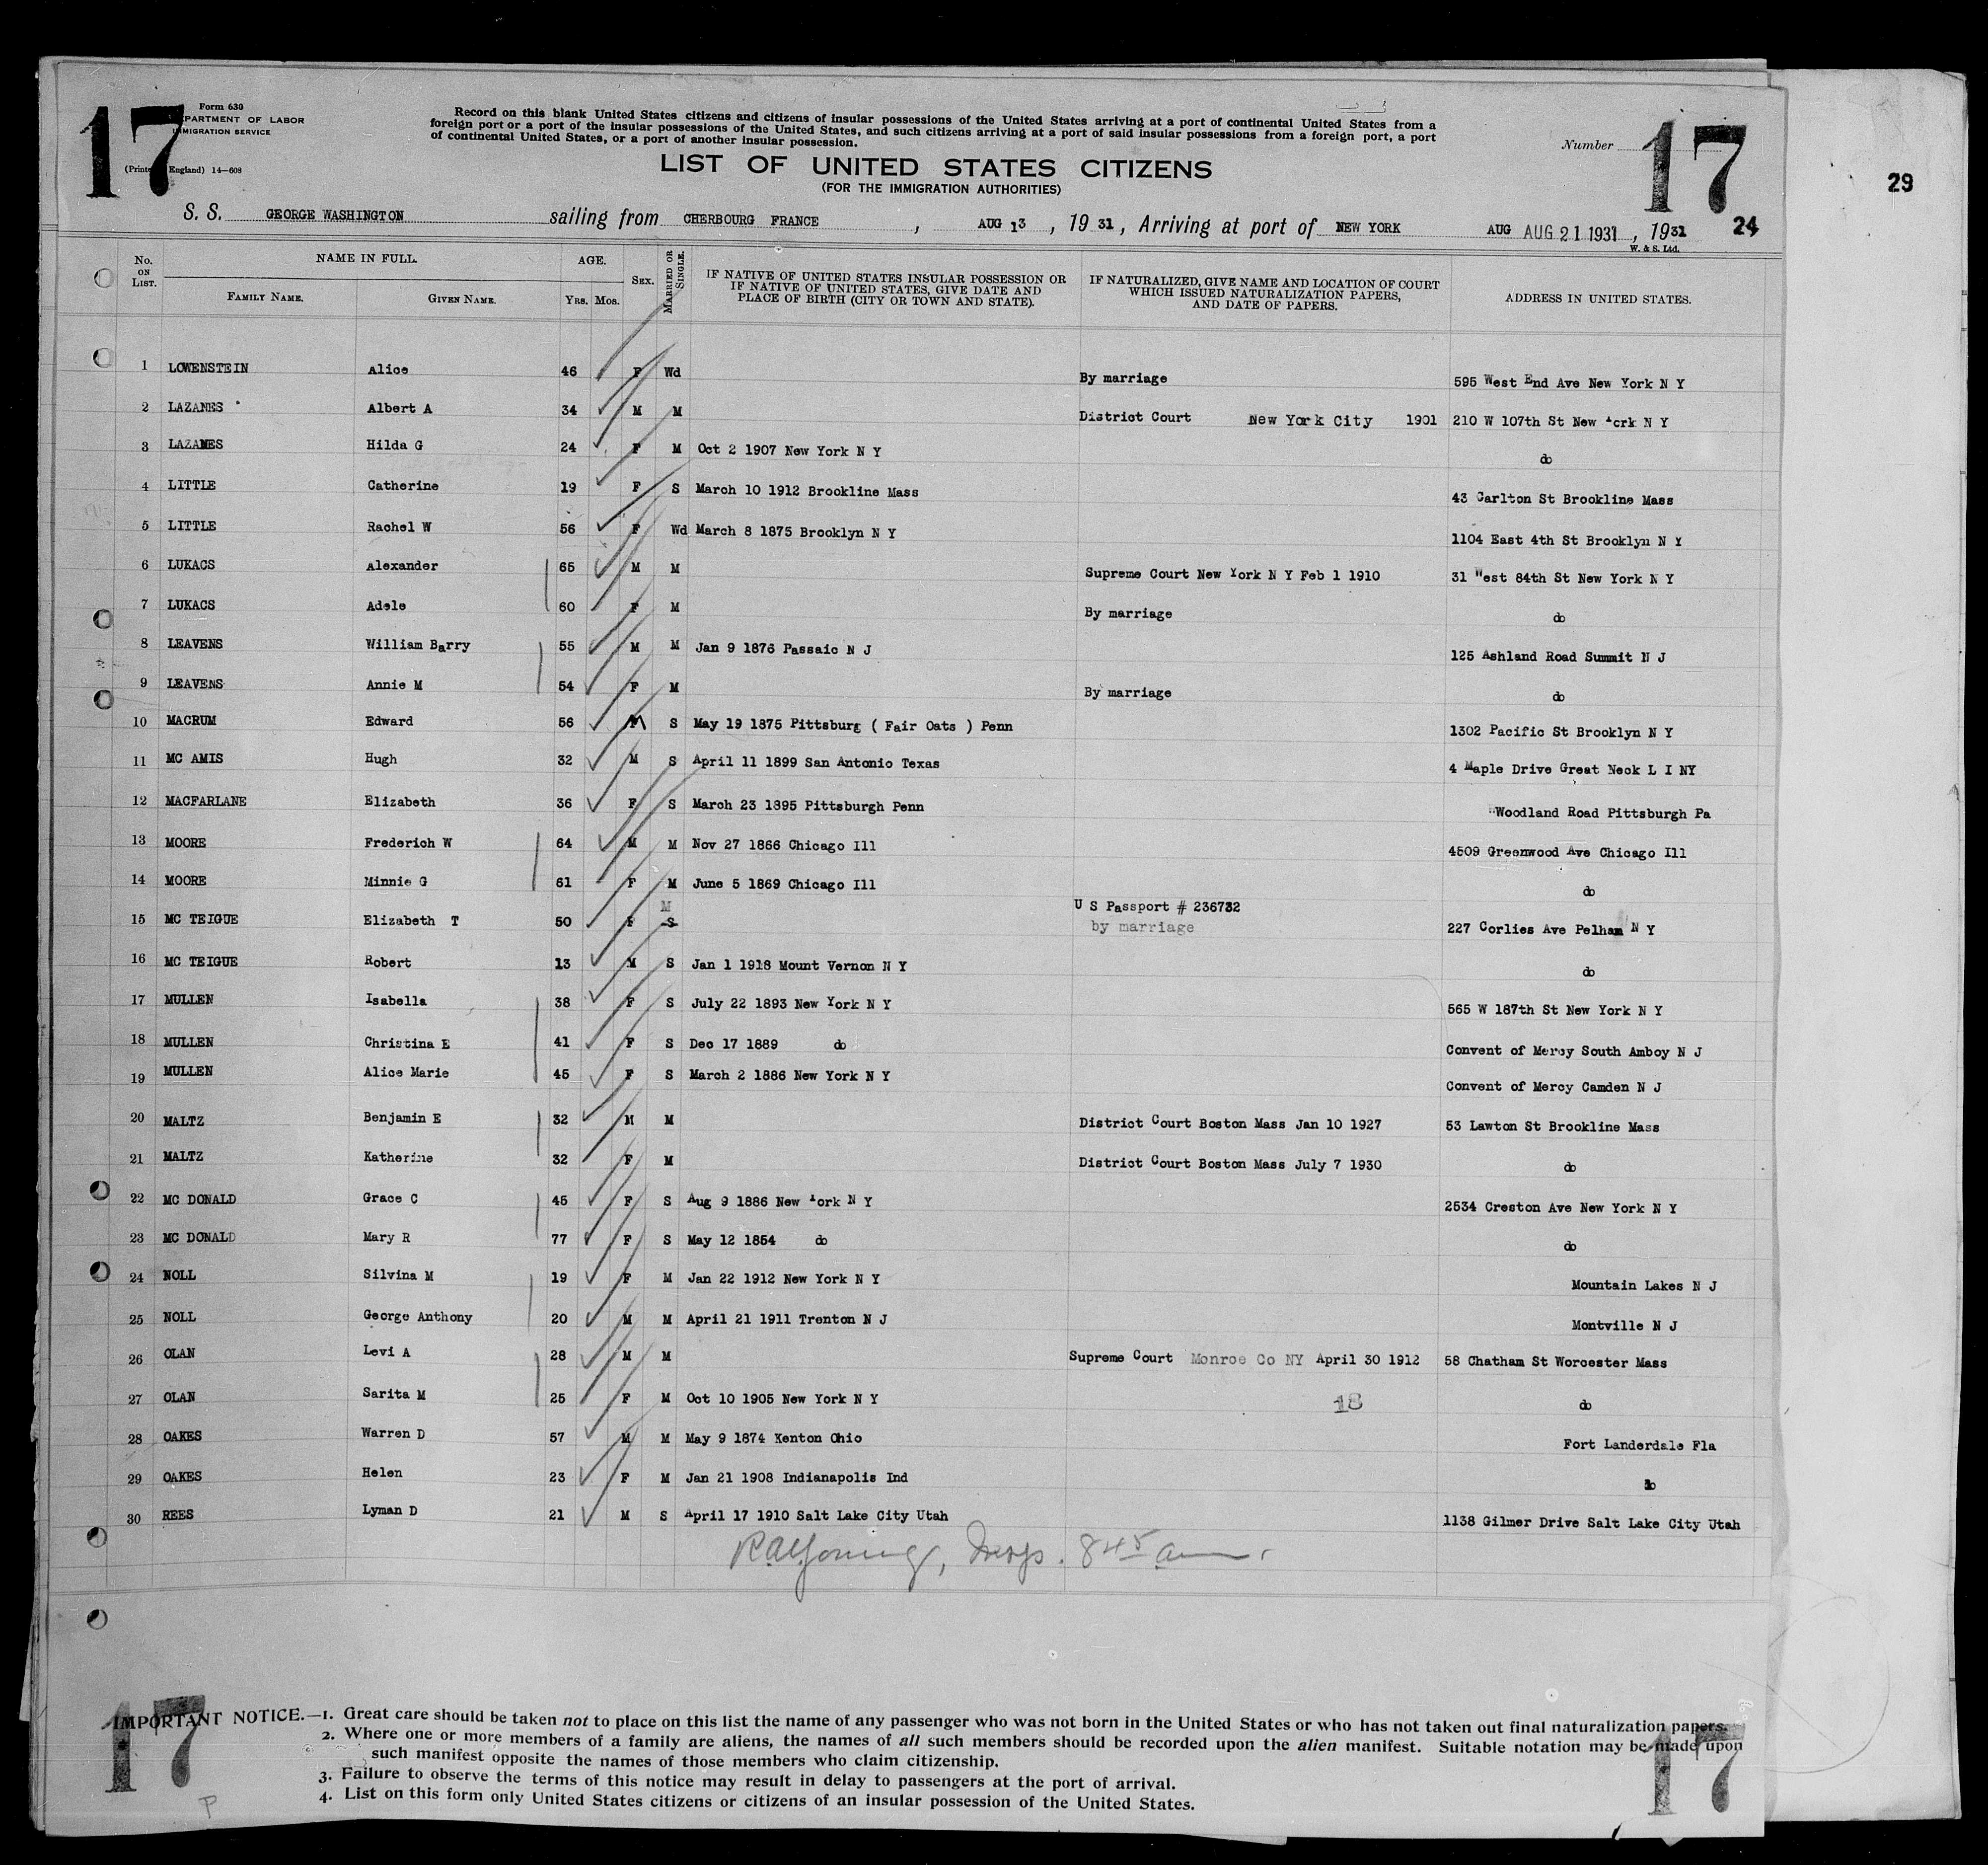 17
Form 630
DEPARTMENT OF LABOR
IMMIGRATION SERVICE
(Printed England) 14—608
Record on this blank United States citizens and citizens of insular possessions of the United States arriving at a port of continental United States from a
foreign port or a port of the insular possessions of the United States, and such citizens arriving at a port of said insular possessions from a foreign port, a port
of continental United States, or a port of another insular possession.
LIST OF UNITED STATES CITIZENS
(FOR THE IMMIGRATION AUTHORITIES)
Number 17
29
S. S. GEORGE WASHINGTON sailing from CHERBOURG FRANCE, AUG 13, 1931, Arriving at port of NEW YORK AUG AUG 21 1931, 1931 24
W. & S. Ltd.
No. ON LIST. NAME IN FULL. FAMILY NAME. GIVEN NAME. AGE. YRS. MOS. SEX. MARRIED OR SINGLE. IF NATIVE OF UNITED STATES INSULAR POSSESSION OR IF NATIVE OF UNITED STATES, GIVE DATE AND PLACE OF BIRTH (CITY OR TOWN AND STATE). IF NATURALIZED, GIVE NAME AND LOCATION OF COURT WHICH ISSUED NATURALIZATION PAPERS, AND DATE OF PAPERS. ADDRESS IN UNITED STATES.
1 LOWENSTEIN Alice 46 F Wd By marriage 595 West End Ave New York N Y
2 LAZANES Albert A 34 M M District Court New York City 1901 210 W 107th St New York N Y
3 LAZANES Hilda G 24 F M Oct 2 1907 New York N Y do
4 LITTLE Catherine 19 F S March 10 1912 Brookline Mass 43 Carlton St Brookline Mass
5 LITTLE Rachel W 56 F Wd March 8 1875 Brooklyn N Y 1104 East 4th St Brooklyn N Y
6 LUKACS Alexander 65 M M Supreme Court New York N Y Feb 1 1910 31 West 84th St New York N Y
7 LUKACS Adele 60 F M By marriage do
8 LEAVENS William Barry 55 M M Jan 9 1876 Passaic N J 125 Ashland Road Summit N J
9 LEAVENS Annie M 54 F M By marriage do
10 MACRUM Edward 56 M S May 19 1875 Pittsburg ( Fair Oats ) Penn 1302 Pacific St Brooklyn N Y
11 MC AMIS Hugh 32 M S April 11 1899 San Antonio Texas 4 Maple Drive Great Neck L I NY
12 MACFARLANE Elizabeth 36 F S March 23 1895 Pittsburgh Penn Woodland Road Pittsburgh Pa
13 MOORE Frederich W 64 M M Nov 27 1866 Chicago Ill 4509 Greenwood Ave Chicago Ill
14 MOORE Minnie G 61 F M June 5 1869 Chicago Ill do
15 MC TEIGUE Elizabeth T 50 F M S U S Passport # 236732 by marriage 227 Corlies Ave Pelham N Y
16 MC TEIGUE Robert 13 M S Jan 1 1918 Mount Vernon N Y do
17 MULLEN Isabella 38 F S July 22 1893 New York N Y 565 W 187th St New York N Y
18 MULLEN Christina E 41 F S Dec 17 1889 do Convent of Mercy South Amboy N J
19 MULLEN Alice Marie 45 F S March 2 1886 New York N Y Convent of Mercy Camden N J
20 MALTZ Benjamin E 32 M M District Court Boston Mass Jan 10 1927 53 Lawton St Brookline Mass
21 MALTZ Katherine 32 F M District Court Boston Mass July 7 1930 do
22 MC DONALD Grace C 45 F S Aug 9 1886 New York N Y 2534 Creston Ave New York N Y
23 MC DONALD Mary R 77 F S May 12 1854 do do
24 NOLL Silvina M 19 F M Jan 22 1912 New York N Y Mountain Lakes N J
25 NOLL George Anthony 20 M M April 21 1911 Trenton N J Montville N J
26 OLAN Levi A 28 M M Supreme Court Monroe Co NY April 30 1912 58 Chatham St Worcester Mass
27 OLAN Sarita M 25 F M Oct 10 1905 New York N Y 18 do
28 OAKES Warren D 57 M M May 9 1874 Kenton Ohio Fort Landerdale Fla
29 OAKES Helen 23 F M Jan 21 1908 Indianapolis Ind do
30 REES Lyman D 21 M S April 17 1910 Salt Lake City Utah 1138 Gilmer Drive Salt Lake City Utah
Insp. 845 am
IMPORTANT NOTICE.—1. Great care should be taken not to place on this list the name of any passenger who was not born in the United States or who has not taken out final naturalization papers.
2. Where one or more members of a family are aliens, the names of all such members should be recorded upon the alien manifest. Suitable notation may be made upon
such manifest opposite the names of those members who claim citizenship.
3. Failure to observe the terms of this notice may result in delay to passengers at the port of arrival.
4. List on this form only United States citizens or citizens of an insular possession of the United States.
17
17
P